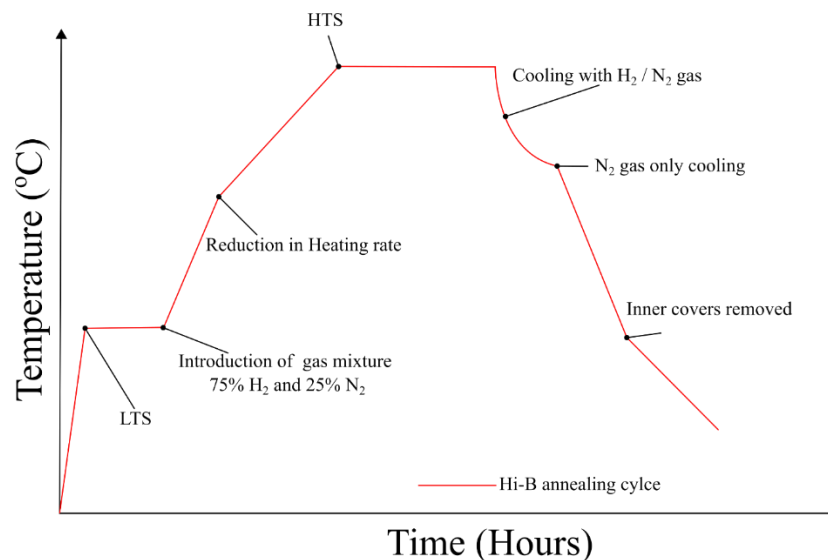 HTS
Cooling with H₂ / N₂ gas
N₂ gas only cooling
Reduction in Heating rate
Inner covers removed
Introduction of gas mixture
75% H₂ and 25% N₂
LTS
Hi-B annealing cylce
Temperature (°C)
Time (Hours)